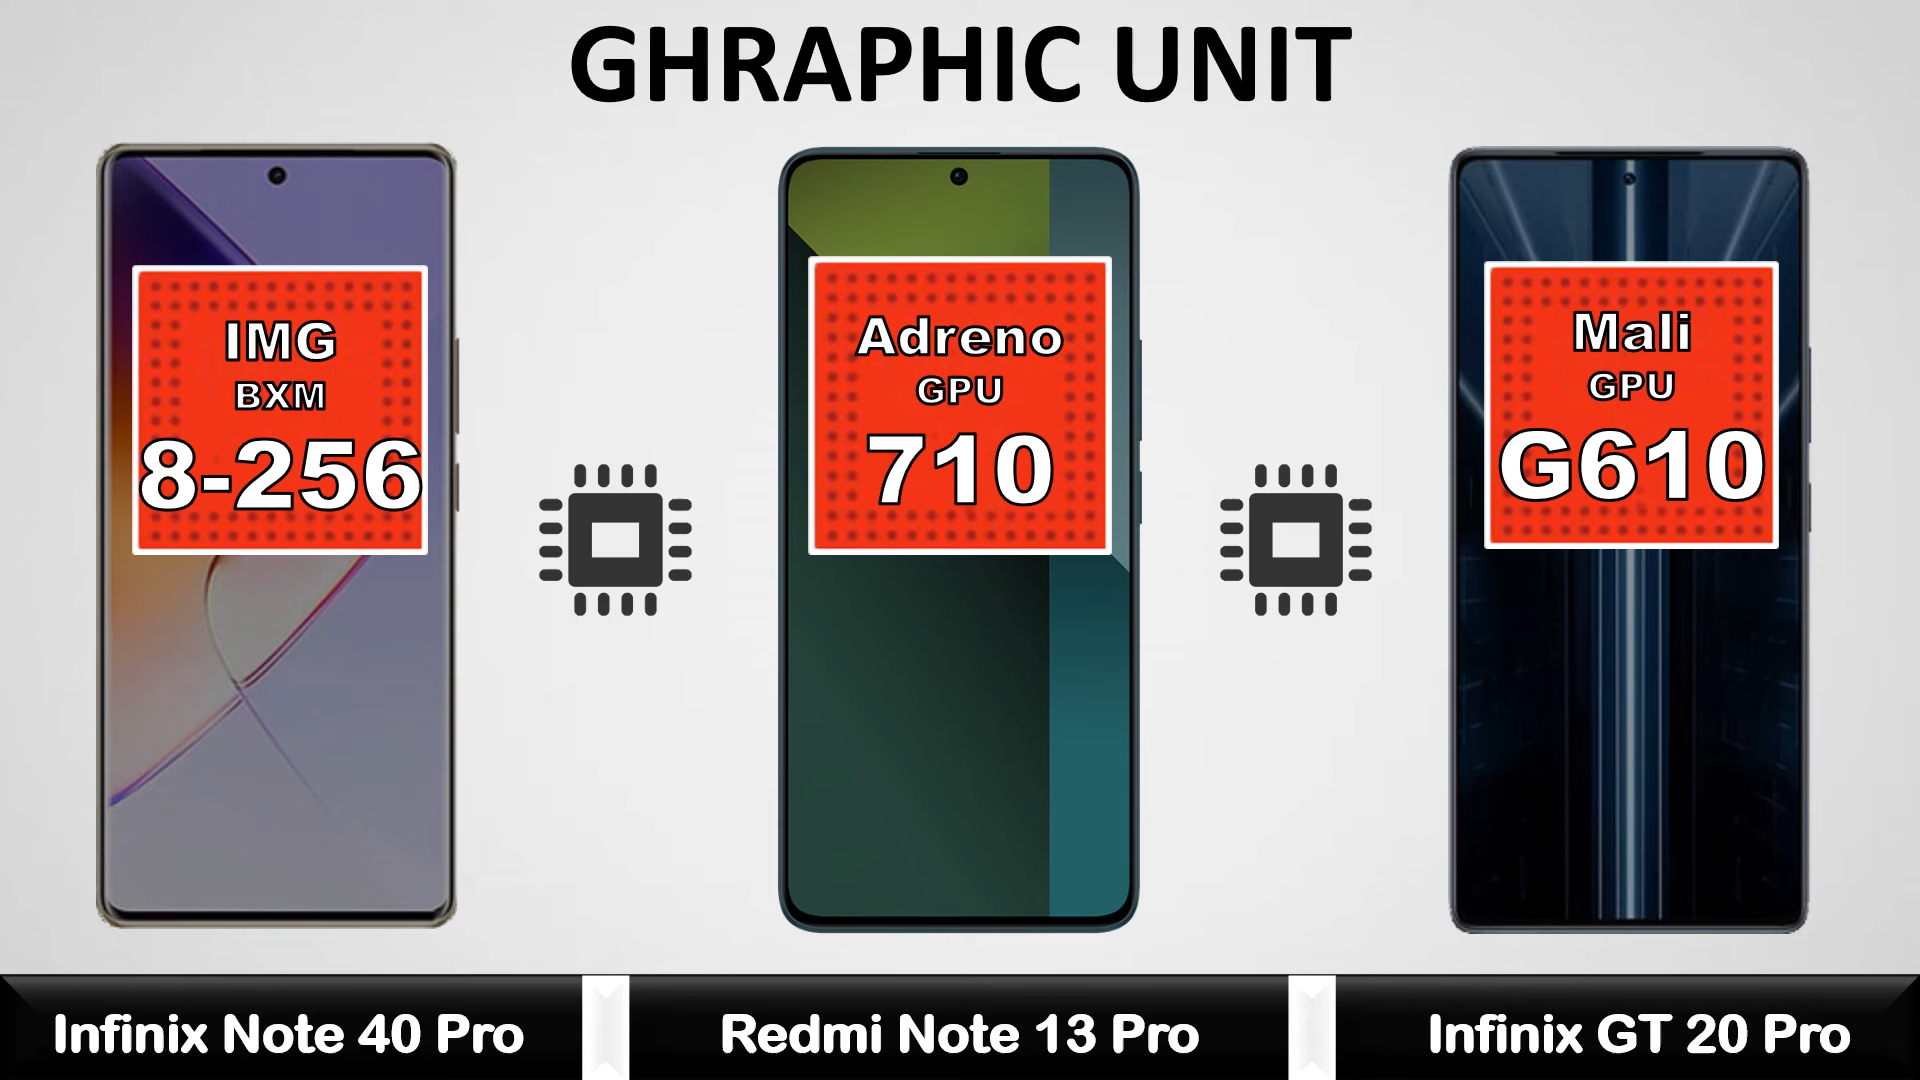 GHRAPHIC UNIT
IMG
BXM
8-256
Adreno
GPU
710
Mali
GPU
G610
Infinix Note 40 Pro
Redmi Note 13 Pro
Infinix GT 20 Pro